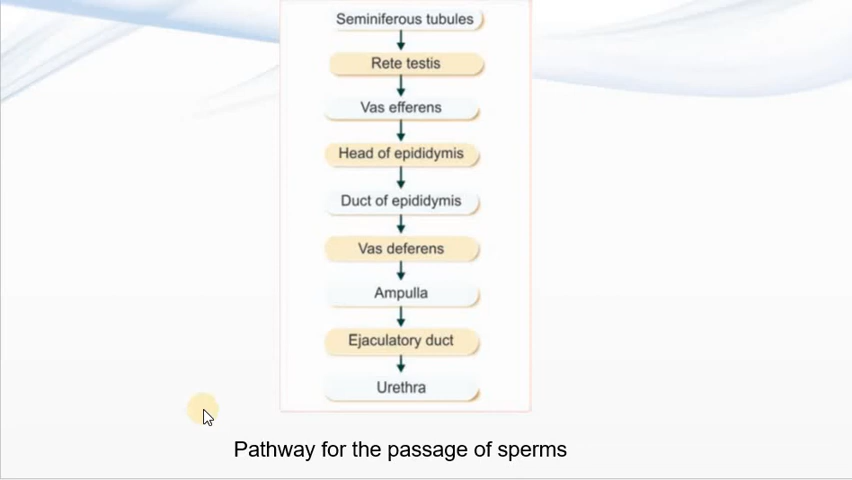 Seminiferous tubules
Rete testis
Vas efferens
Head of epididymis
Duct of epididymis
Vas deferens
Ampulla
Ejaculatory duct
Urethra
Pathway for the passage of sperms